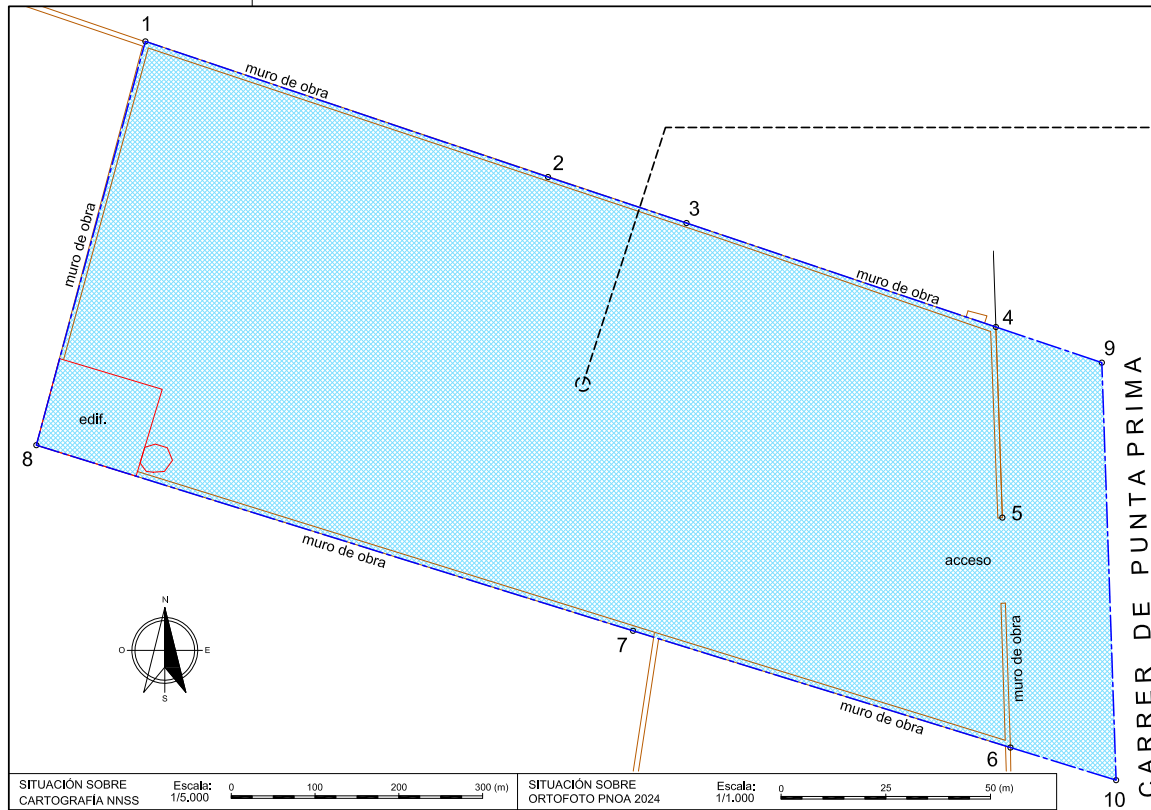 1
muro de obra
2
3
muro de obra
4
9
muro de obra
edif.
8
5
acceso
muro de obra
muro de obra
7
muro de obra
6
10
CARRER DE PUNTA PRIMA
N
O
E
S
SITUACIÓN SOBRE
CARTOGRAFÍA NNSS
Escala:
1/5.000
0 100 200 300 (m)
SITUACIÓN SOBRE
ORTOFOTO PNOA 2024
Escala:
1/1.000
0 25 50 (m)